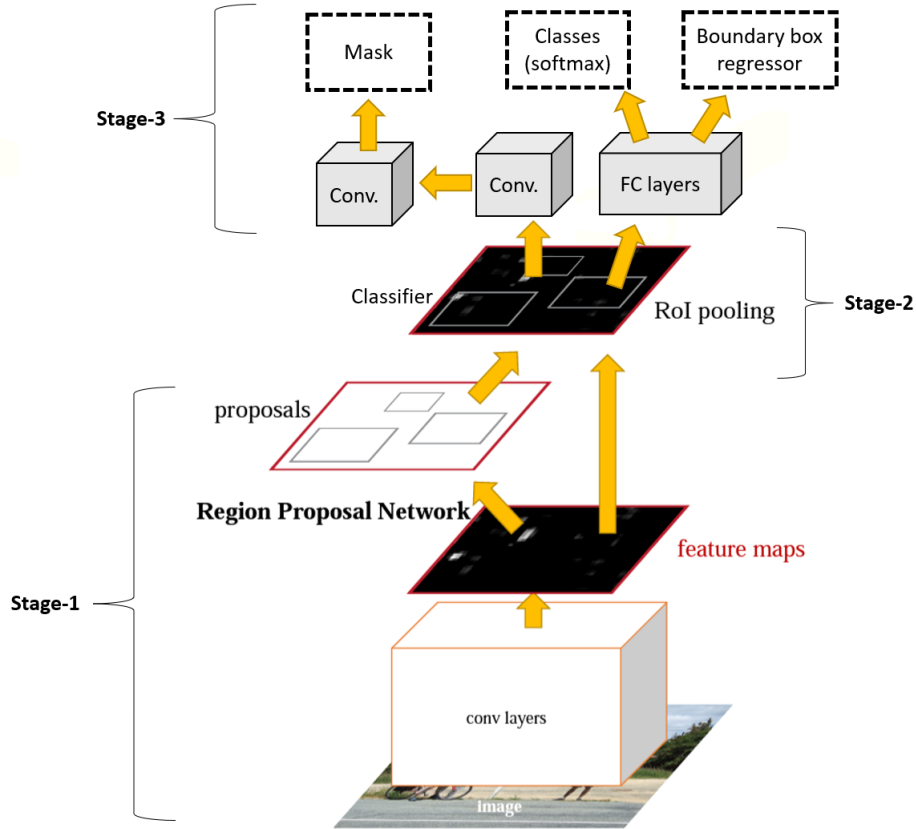 Mask
Classes
(softmax)
Boundary box
regressor
Stage-3
Conv.
Conv.
FC layers
Classifier
RoI pooling
Stage-2
proposals
Region Proposal Network
feature maps
Stage-1
conv layers
image